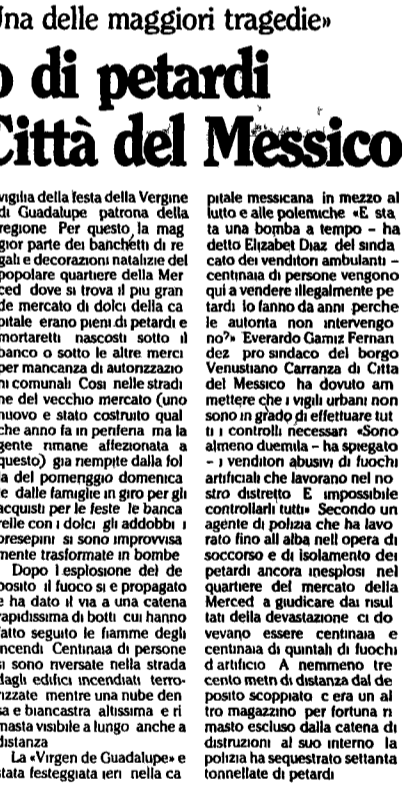 Una delle maggiori tragedie»
o di petardi
Città del Messico
vigilia della festa della Vergine
di Guadalupe patrona della
regione Per questo la mag
gior parte dei banchetti di re
gali e decorazioni natalizie del
popolare quartiere della Mer
ced dove si trova il piu gran
de mercato di dolci della ca
pitale erano pieni di petardi e
mortaretti nascosti sotto il
banco o sotto le altre merci
per mancanza di autorizzazio
ni comunali Cosi nelle stradi
ne del vecchio mercato (uno
nuovo e stato costruito qual
che anno fa in periferia ma la
gente rimane affezionata a
questo) gia riempite dalla fol
la del pomeriggio domenica
le dalle famiglie in giro per gli
acquisti per le feste le banca
relle con i dolci gli addobbi i
presepini si sono improvvisa
mente trasformate in bombe
Dopo l esplosione del de
posito il fuoco si e propagato
e ha dato il via a una catena
rapidissima di botti cui hanno
fatto seguito le fiamme degli
incendi Centinaia di persone
si sono riversate nella strada
dagli edifici incendiati terro-
rizzate mentre una nube den
sa e biancastra altissima e ri
masta visibile a lungo anche a
distanza
La «Virgen de Guadalupe» e
stata festeggiata ieri nella ca
pitale messicana in mezzo al
lutto e alle polemiche «E sta
ta una bomba a tempo – ha
detto Elizabet Diaz del sinda
cato dei venditori ambulanti –
centinaia di persone vengono
qui a vendere illegalmente pe
tardi lo fanno da anni perche
le autorita non intervengo
no?» Everardo Gamiz Fernan
dez pro sindaco del borgo
Venustiano Carranza di Citta
del Messico ha dovuto am
mettere che i vigili urbani non
sono in grado di effettuare tut
ti i controlli necessari «Sono
almeno duemila – ha spiegato
– i venditori abusivi di fuochi
artificiali che lavorano nel no
stro distretto E impossibile
controllarli tutti» Secondo un
agente di polizia che ha lavo
rato fino all alba nell opera di
soccorso e di isolamento dei
petardi ancora inesplosi nel
quartiere del mercato della
Merced a giudicare dai risul
tati della devastazione ci do
vevano essere centinaia e
centinaia di quintali di fuochi
d artificio A nemmeno tre
cento metri di distanza dal de
posito scoppiato c era un al
tro magazzino per fortuna ri
masto escluso dalla catena di
distruzioni al suo interno la
polizia ha sequestrato settanta
tonnellate di petardi